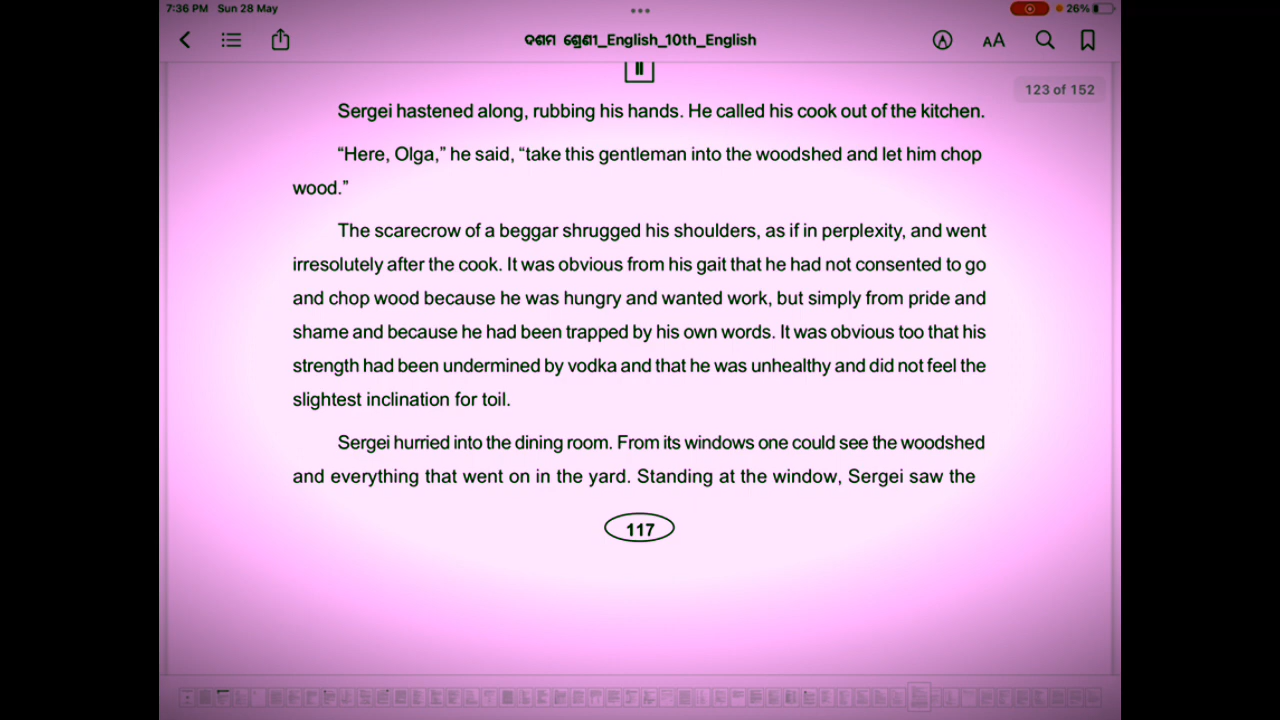 7:36 PM Sun 28 May
26%
ଦଶମ ଶ୍ରେଣୀ_English_10th_English
AA
II
123 of 152
Sergei hastened along, rubbing his hands. He called his cook out of the kitchen.
“Here, Olga,” he said, “take this gentleman into the woodshed and let him chop
wood.”
The scarecrow of a beggar shrugged his shoulders, as if in perplexity, and went
irresolutely after the cook. It was obvious from his gait that he had not consented to go
and chop wood because he was hungry and wanted work, but simply from pride and
shame and because he had been trapped by his own words. It was obvious too that his
strength had been undermined by vodka and that he was unhealthy and did not feel the
slightest inclination for toil.
Sergei hurried into the dining room. From its windows one could see the woodshed
and everything that went on in the yard. Standing at the window, Sergei saw the
117